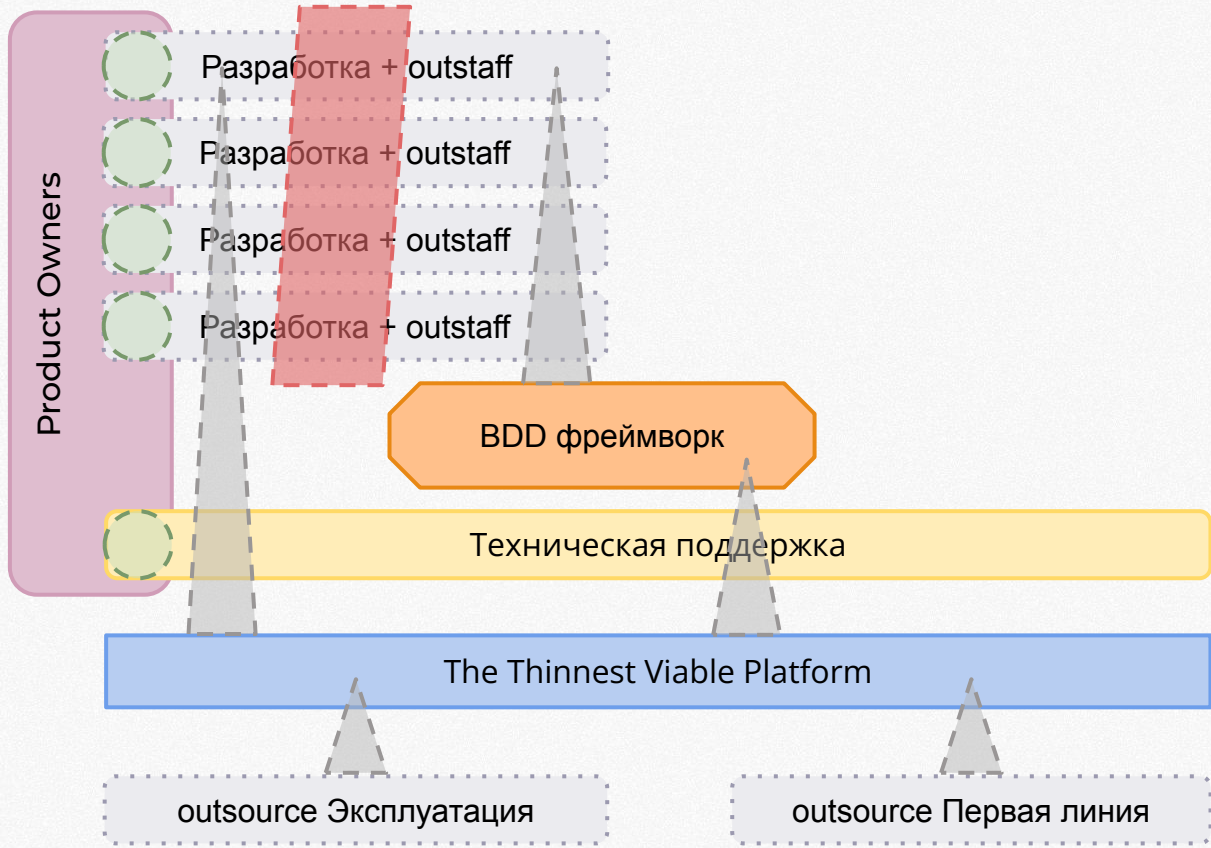 Product Owners
Разработка + outstaff
Разработка + outstaff
Разработка + outstaff
Разработка + outstaff
BDD фреймворк
Техническая поддержка
The Thinnest Viable Platform
outsource Эксплуатация
outsource Первая линия